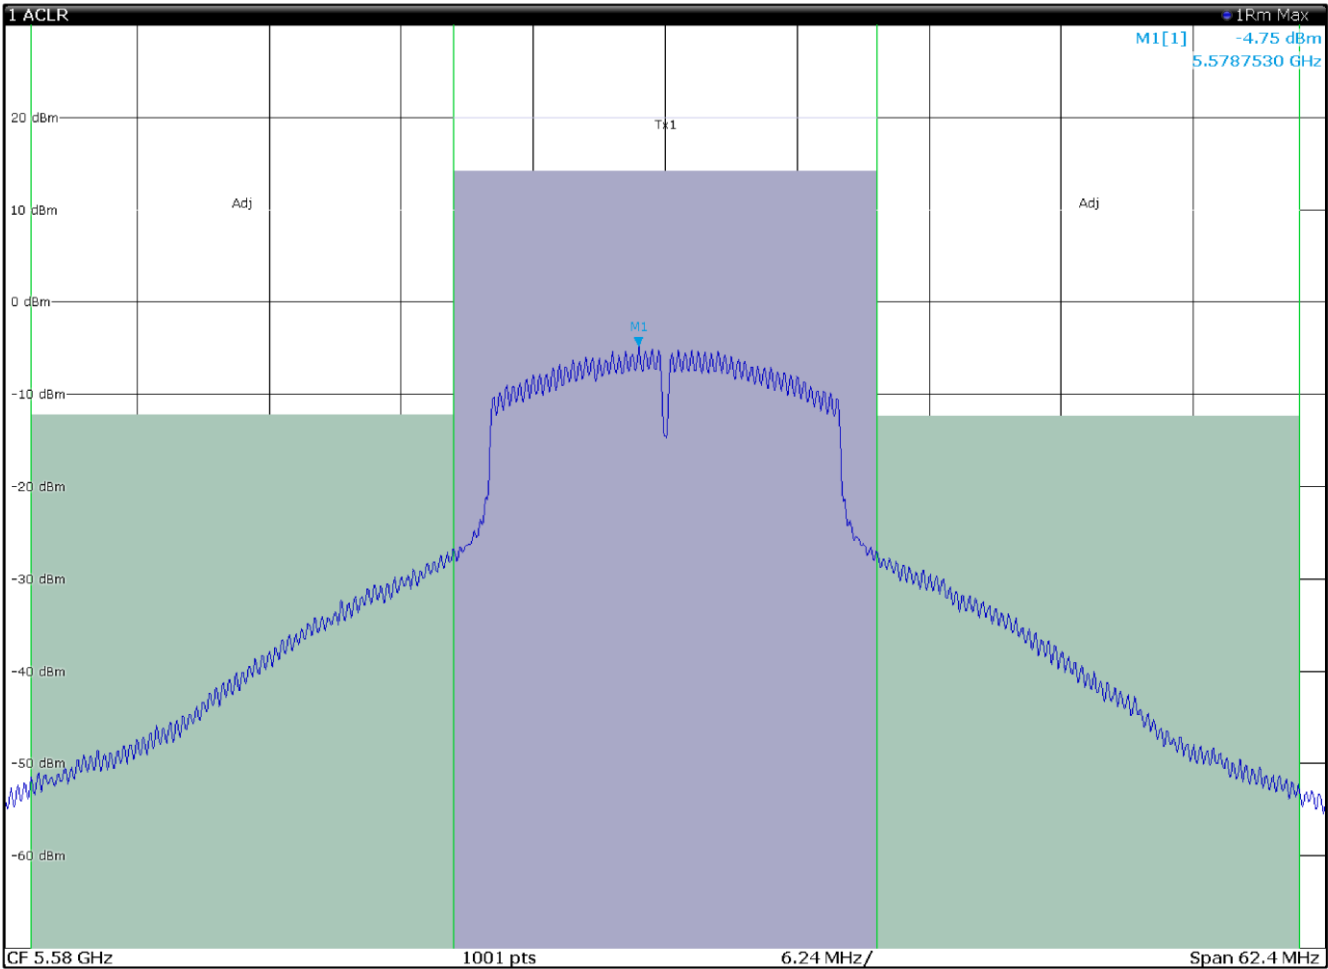 1 ACLR
1Rm Max
M1[1] -4.75 dBm
5.5787530 GHz
20 dBm
Tx1
10 dBm
Adj
Adj
0 dBm
M1
-10 dBm
-20 dBm
-30 dBm
-40 dBm
-50 dBm
-60 dBm
CF 5.58 GHz 1001 pts 6.24 MHz/ Span 62.4 MHz